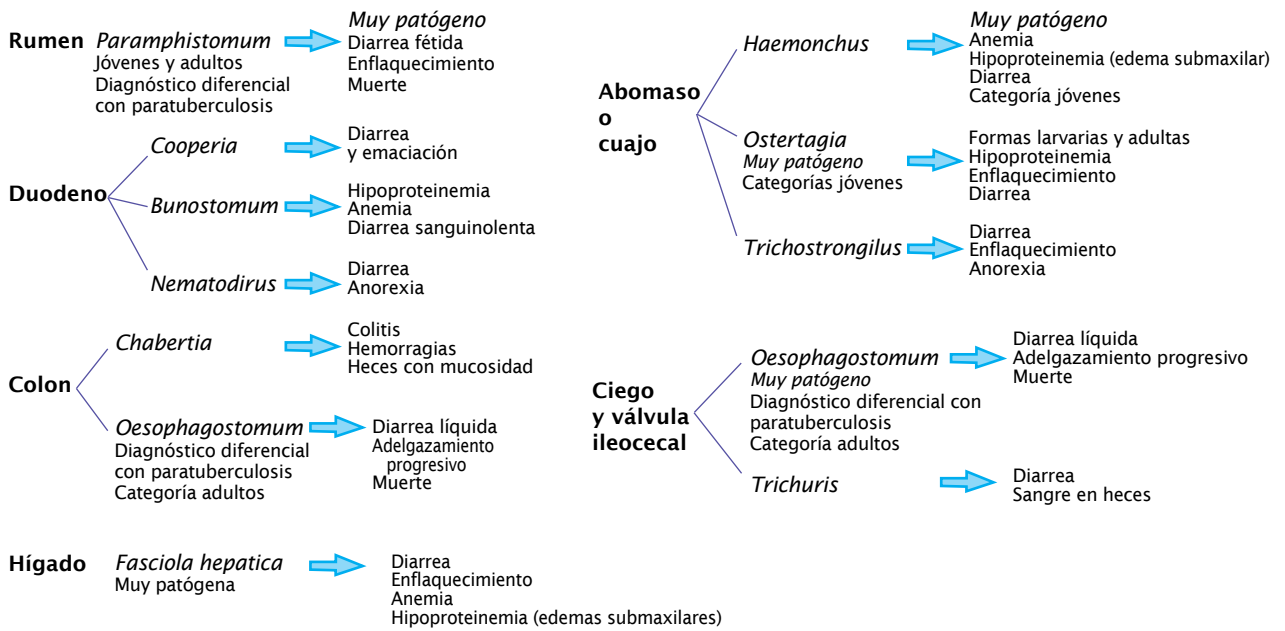 Rumen
Paramphistomum
Jóvenes y adultos
Diagnóstico diferencial
con paratuberculosis
Muy patógeno
Diarrea fétida
Enflaquecimiento
Muerte
Duodeno
Cooperia
Diarrea
y emaciación
Bunostomum
Hipoproteinemia
Anemia
Diarrea sanguinolenta
Nematodirus
Diarrea
Anorexia
Colon
Chabertia
Colitis
Hemorragias
Heces con mucosidad
Oesophagostomum
Diagnóstico diferencial
con paratuberculosis
Categoría adultos
Diarrea líquida
Adelgazamiento
progresivo
Muerte
Hígado
Fasciola hepatica
Muy patógena
Diarrea
Enflaquecimiento
Anemia
Hipoproteinemia (edemas submaxilares)
Abomaso
o
cuajo
Haemonchus
Muy patógeno
Anemia
Hipoproteinemia (edema submaxilar)
Diarrea
Categoría jóvenes
Ostertagia
Muy patógeno
Categorías jóvenes
Formas larvarias y adultas
Hipoproteinemia
Enflaquecimiento
Diarrea
Trichostrongilus
Diarrea
Enflaquecimiento
Anorexia
Ciego
y válvula
ileocecal
Oesophagostomum
Muy patógeno
Diagnóstico diferencial con
paratuberculosis
Categoría adultos
Diarrea líquida
Adelgazamiento progresivo
Muerte
Trichuris
Diarrea
Sangre en heces